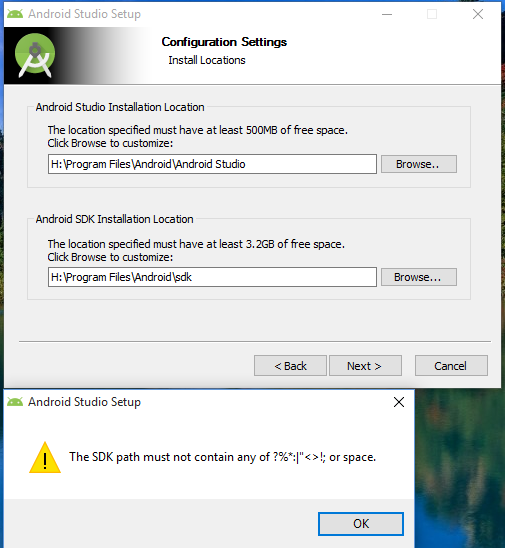 Android Studio Setup
Configuration Settings
Install Locations
Android Studio Installation Location
The location specified must have at least 500MB of free space.
Click Browse to customize:
H:\Program Files\Android\Android Studio
Browse..
Android SDK Installation Location
The location specified must have at least 3.2GB of free space.
Click Browse to customize:
H:\Program Files\Android\sdk
Browse...
< Back
Next >
Cancel
Android Studio Setup
The SDK path must not contain any of ?%*:|"<>!; or space.
OK